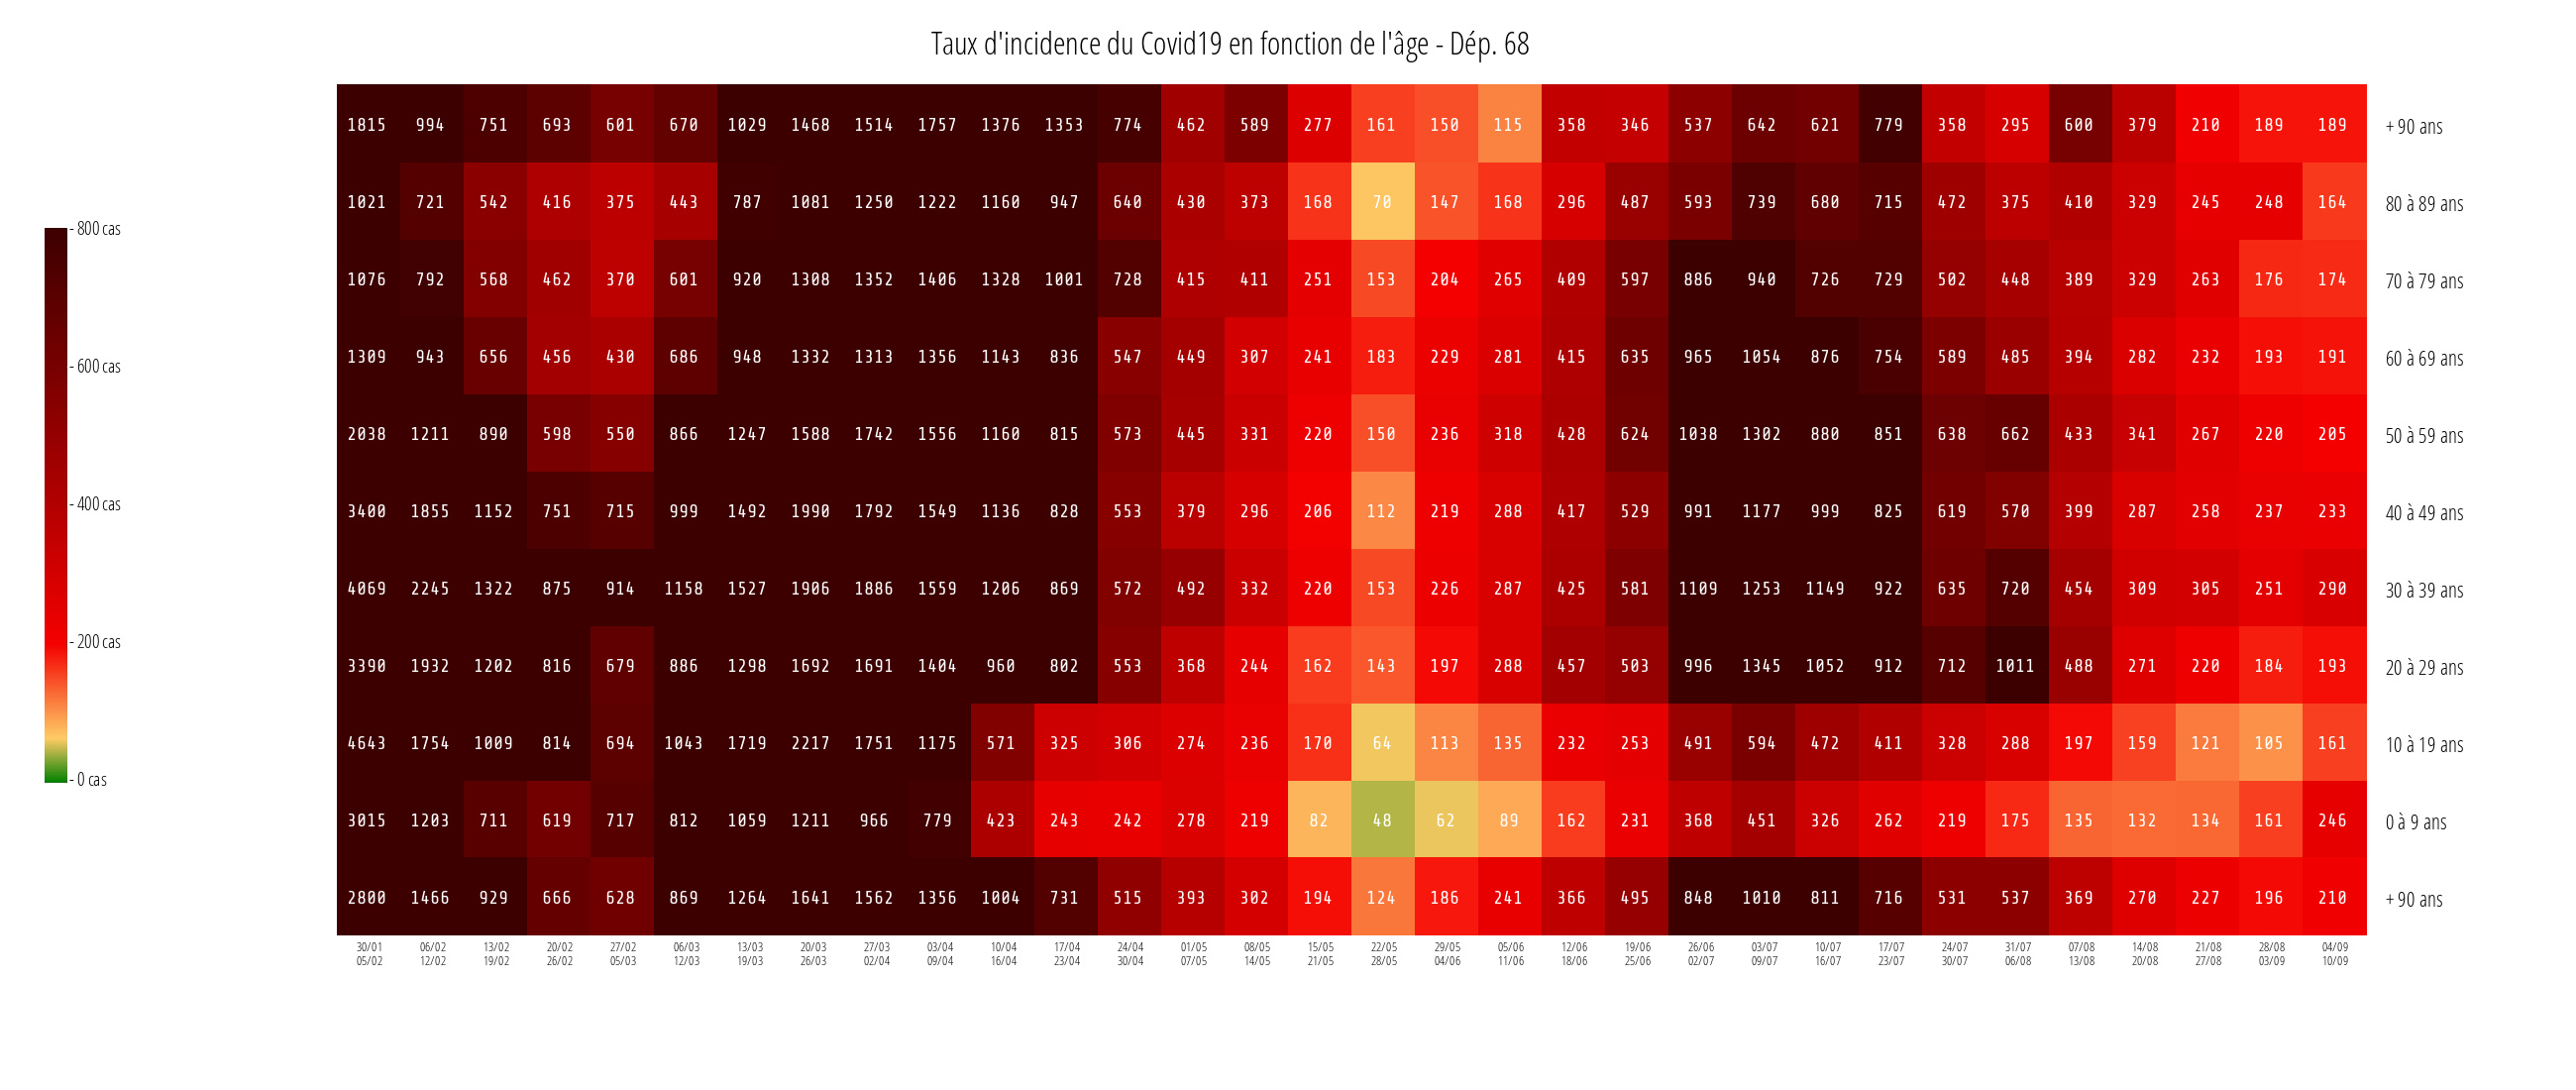 Taux d'incidence du Covid19 en fonction de l'âge - Dép. 68
1815 994 751 693 601 670 1029 1468 1514 1757 1376 1353 774 462 589 277 161 150 115 358 346 537 642 621 779 358 295 600 379 210 189 189 + 90 ans
1021 721 542 416 375 443 787 1081 1250 1222 1160 947 640 430 373 168 70 147 168 296 487 593 739 680 715 472 375 410 329 245 248 164 80 à 89 ans
1076 792 568 462 370 601 920 1308 1352 1406 1328 1001 728 415 411 251 153 204 265 409 597 886 940 726 729 502 448 389 329 263 176 174 70 à 79 ans
1309 943 656 456 430 686 948 1332 1313 1356 1143 836 547 449 307 241 183 229 281 415 635 965 1054 876 754 589 485 394 282 232 193 191 60 à 69 ans
2038 1211 890 598 550 866 1247 1588 1742 1556 1160 815 573 445 331 220 150 236 318 428 624 1038 1302 880 851 638 662 433 341 267 220 205 50 à 59 ans
3400 1855 1152 751 715 999 1492 1990 1792 1549 1136 828 553 379 296 206 112 219 288 417 529 991 1177 999 825 619 570 399 287 258 237 233 40 à 49 ans
4069 2245 1322 875 914 1158 1527 1906 1886 1559 1206 869 572 492 332 220 153 226 287 425 581 1109 1253 1149 922 635 720 454 309 305 251 290 30 à 39 ans
3390 1932 1202 816 679 886 1298 1692 1691 1404 960 802 553 368 244 162 143 197 288 457 503 996 1345 1052 912 712 1011 488 271 220 184 193 20 à 29 ans
4643 1754 1009 814 694 1043 1719 2217 1751 1175 571 325 306 274 236 170 64 113 135 232 253 491 594 472 411 328 288 197 159 121 105 161 10 à 19 ans
3015 1203 711 619 717 812 1059 1211 966 779 423 243 242 278 219 82 48 62 89 162 231 368 451 326 262 219 175 135 132 134 161 246 0 à 9 ans
2800 1466 929 666 628 869 1264 1641 1562 1356 1004 731 515 393 302 194 124 186 241 366 495 848 1010 811 716 531 537 369 270 227 196 210 + 90 ans
30/01 06/02 13/02 20/02 27/02 06/03 13/03 20/03 27/03 03/04 10/04 17/04 24/04 01/05 08/05 15/05 22/05 29/05 05/06 12/06 19/06 26/06 03/07 10/07 17/07 24/07 31/07 07/08 14/08 21/08 28/08 04/09
05/02 12/02 19/02 26/02 05/03 12/03 19/03 26/03 02/04 09/04 16/04 23/04 30/04 07/05 14/05 21/05 28/05 04/06 11/06 18/06 25/06 02/07 09/07 16/07 23/07 30/07 06/08 13/08 20/08 27/08 03/09 10/09
- 800 cas
- 600 cas
- 400 cas
- 200 cas
- 0 cas